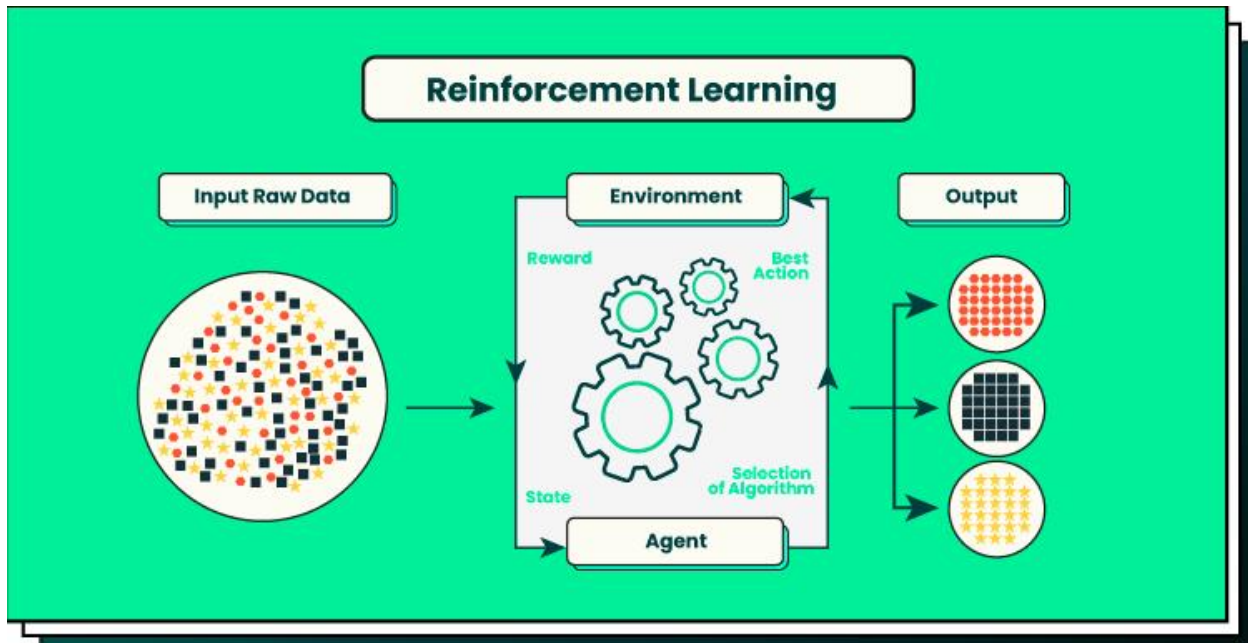 Reinforcement Learning
Input Raw Data
Environment
Output
Reward
Best
Action
State
Selection
of Algorithm
Agent